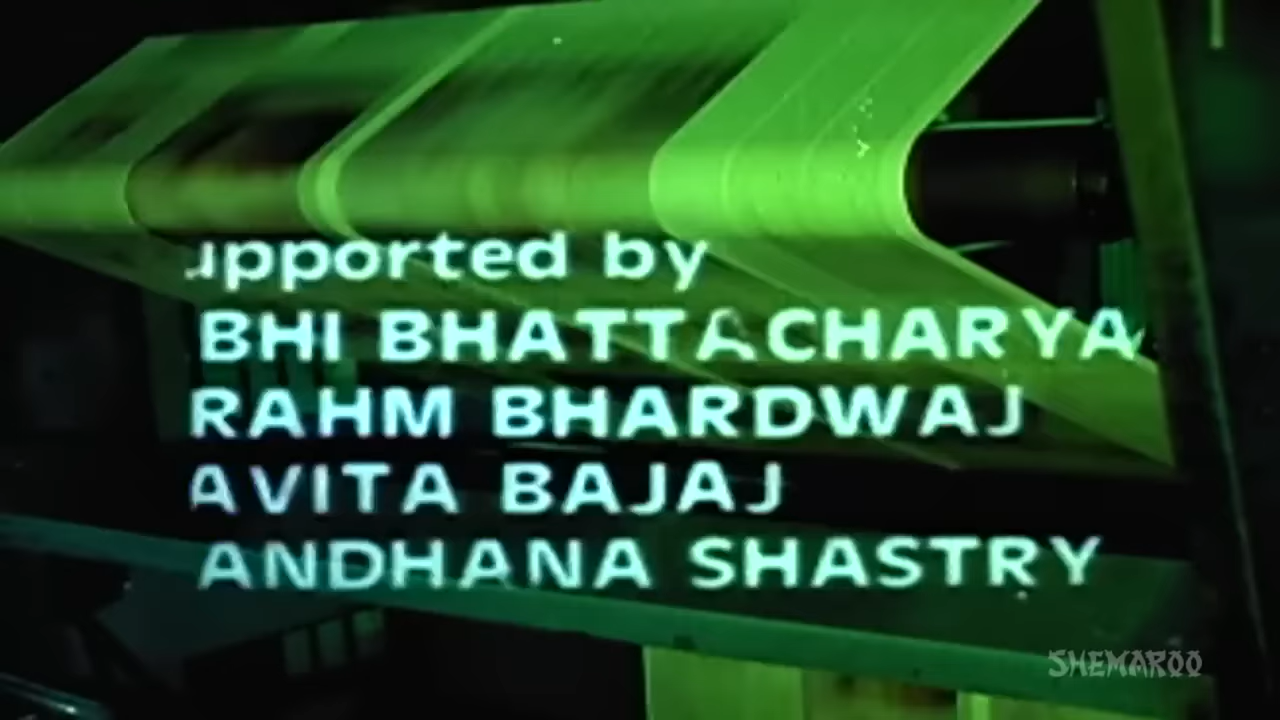 upported by
BHI BHATTACHARYA
RAHM BHARDWAJ
AVITA BAJAJ
ANDHANA SHASTRY
SHEMAROO